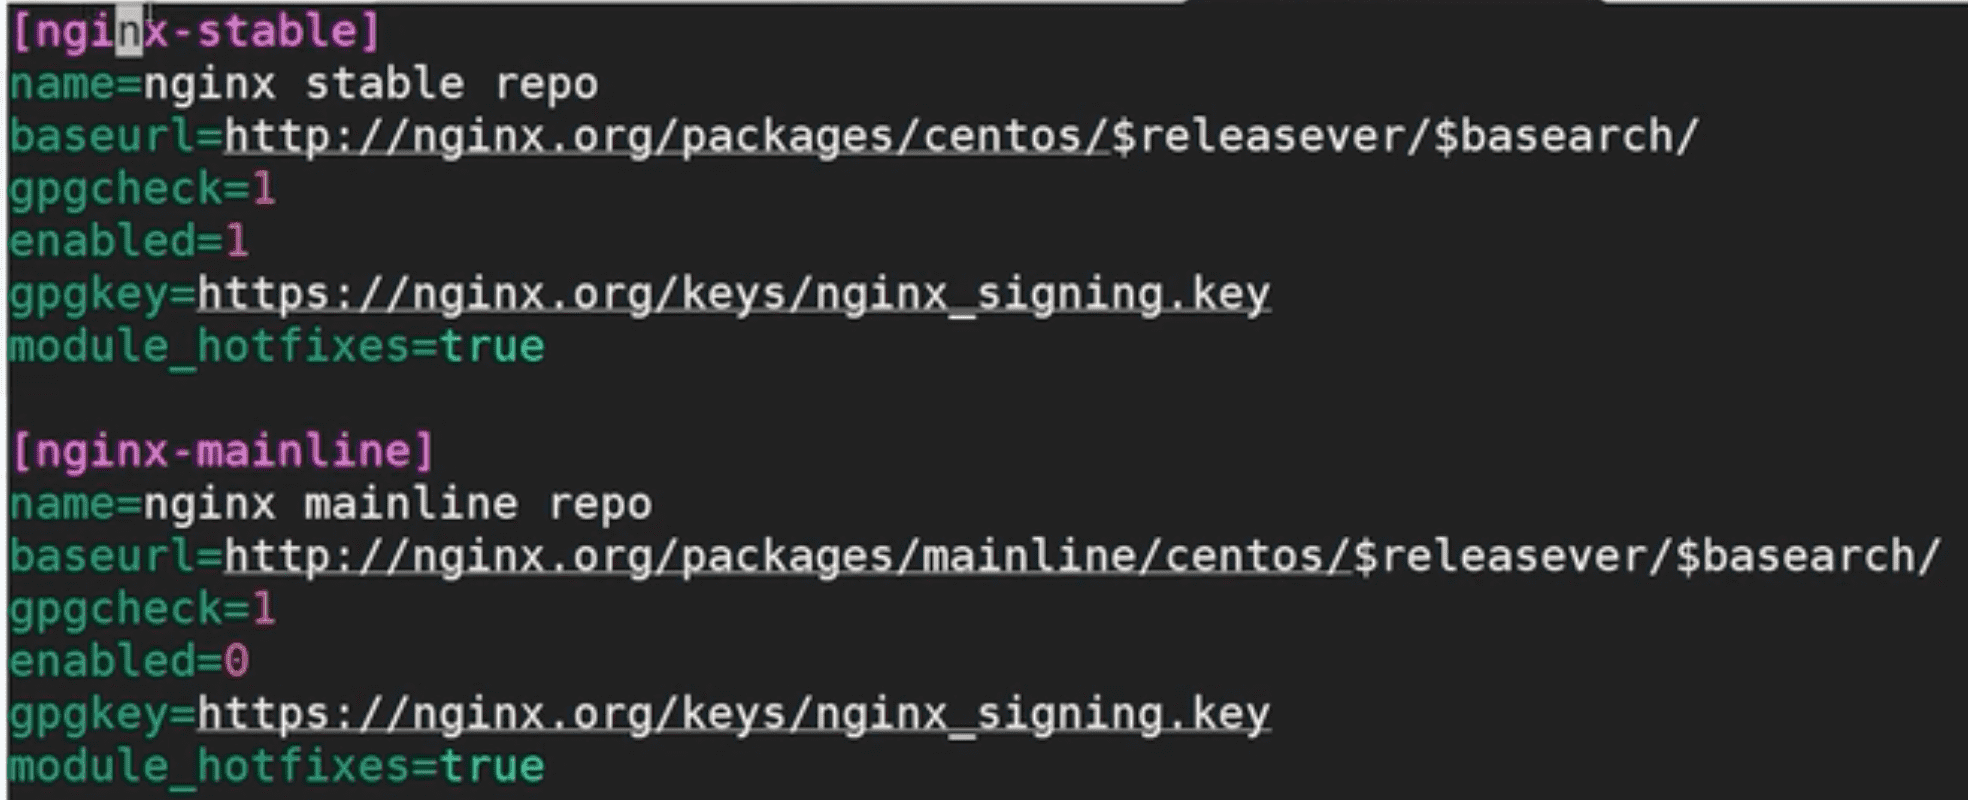 [nginx-stable]
name=nginx stable repo
baseurl=http://nginx.org/packages/centos/$releasever/$basearch/
gpgcheck=1
enabled=1
gpgkey=https://nginx.org/keys/nginx_signing.key
module_hotfixes=true

[nginx-mainline]
name=nginx mainline repo
baseurl=http://nginx.org/packages/mainline/centos/$releasever/$basearch/
gpgcheck=1
enabled=0
gpgkey=https://nginx.org/keys/nginx_signing.key
module_hotfixes=true